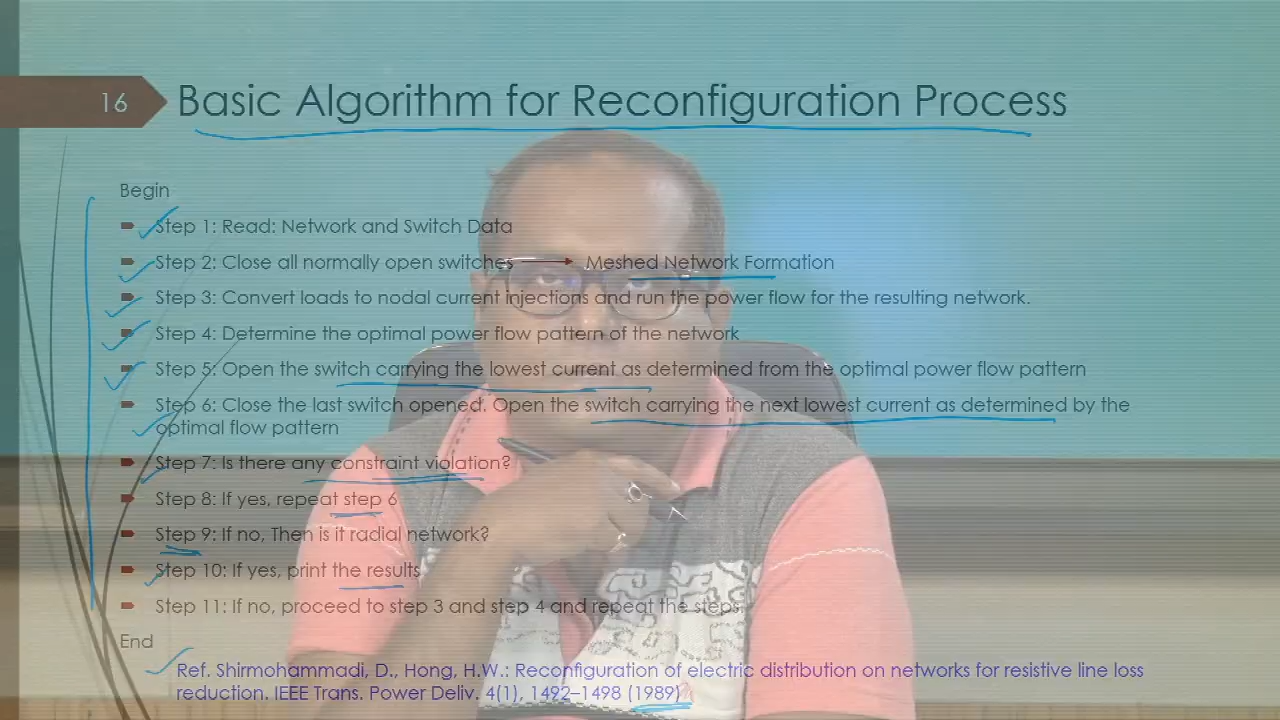 16
Basic Algorithm for Reconfiguration Process
Begin
Step 1: Read: Network and Switch Data
Step 2: Close all normally open switches Meshed Network Formation
Step 3: Convert loads to nodal current injections and run the power flow for the resulting network.
Step 4: Determine the optimal power flow pattern of the network
Step 5: Open the switch carrying the lowest current as determined from the optimal power flow pattern
Step 6: Close the last switch opened. Open the switch carrying the next lowest current as determined by the
optimal flow pattern
Step 7: Is there any constraint violation?
Step 8: If yes, repeat step 6
Step 9: If no, Then is it radial network?
Step 10: If yes, print the results
Step 11: If no, proceed to step 3 and step 4 and repeat the steps.
End
Ref. Shirmohammadi, D., Hong, H.W.: Reconfiguration of electric distribution on networks for resistive line loss
reduction. IEEE Trans. Power Deliv. 4(1), 1492–1498 (1989)